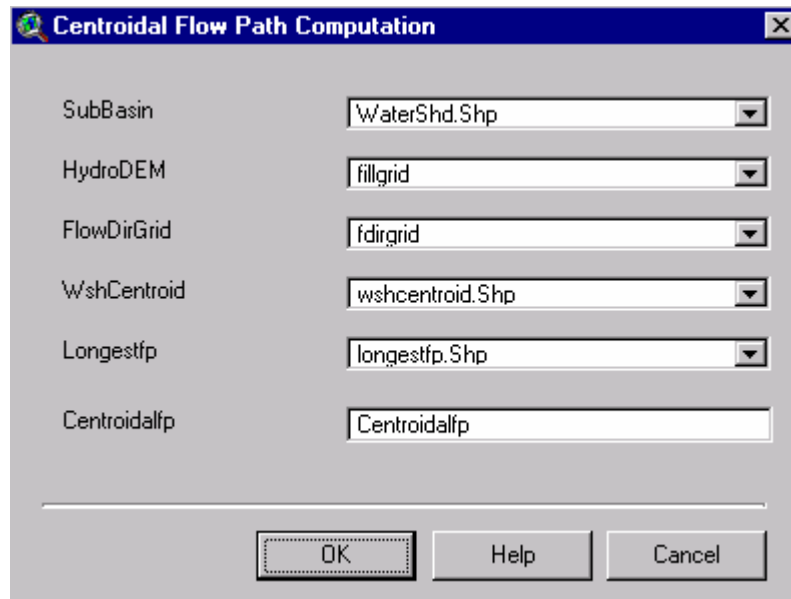 Centroidal Flow Path Computation
SubBasin WaterShd.Shp
HydroDEM fillgrid
FlowDirGrid fdirgrid
WshCentroid wshcentroid.Shp
Longestfp longestfp.Shp
Centroidalfp Centroidalfp
OK Help Cancel